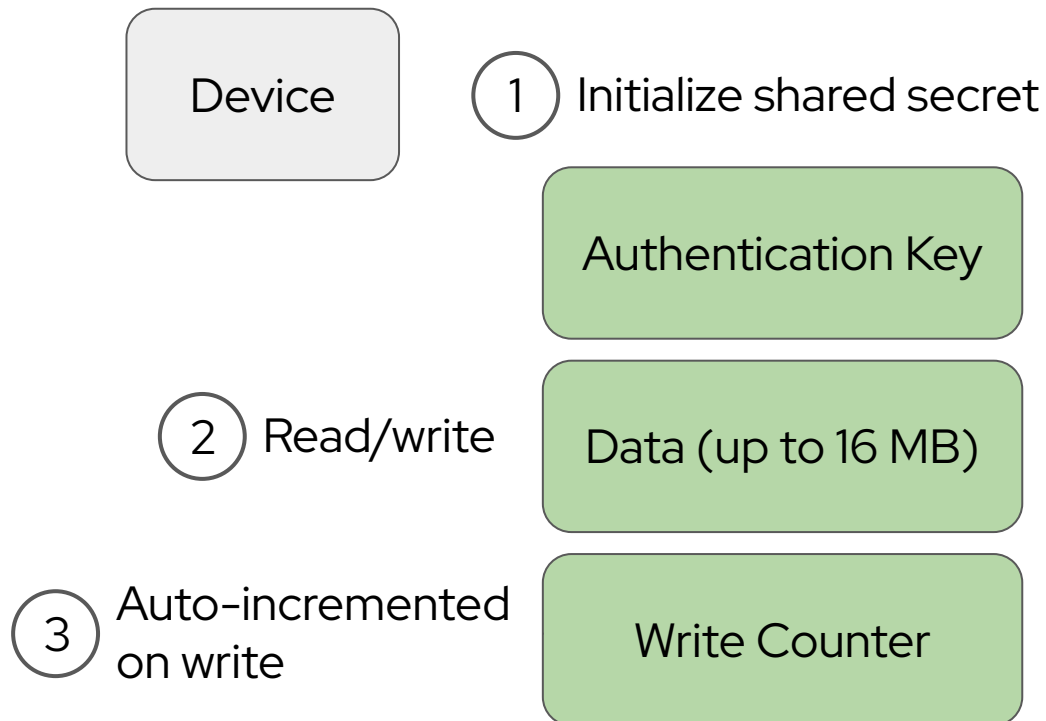 Device
1
Initialize shared secret
Authentication Key
2
Read/write
Data (up to 16 MB)
3
Auto-incremented
on write
Write Counter